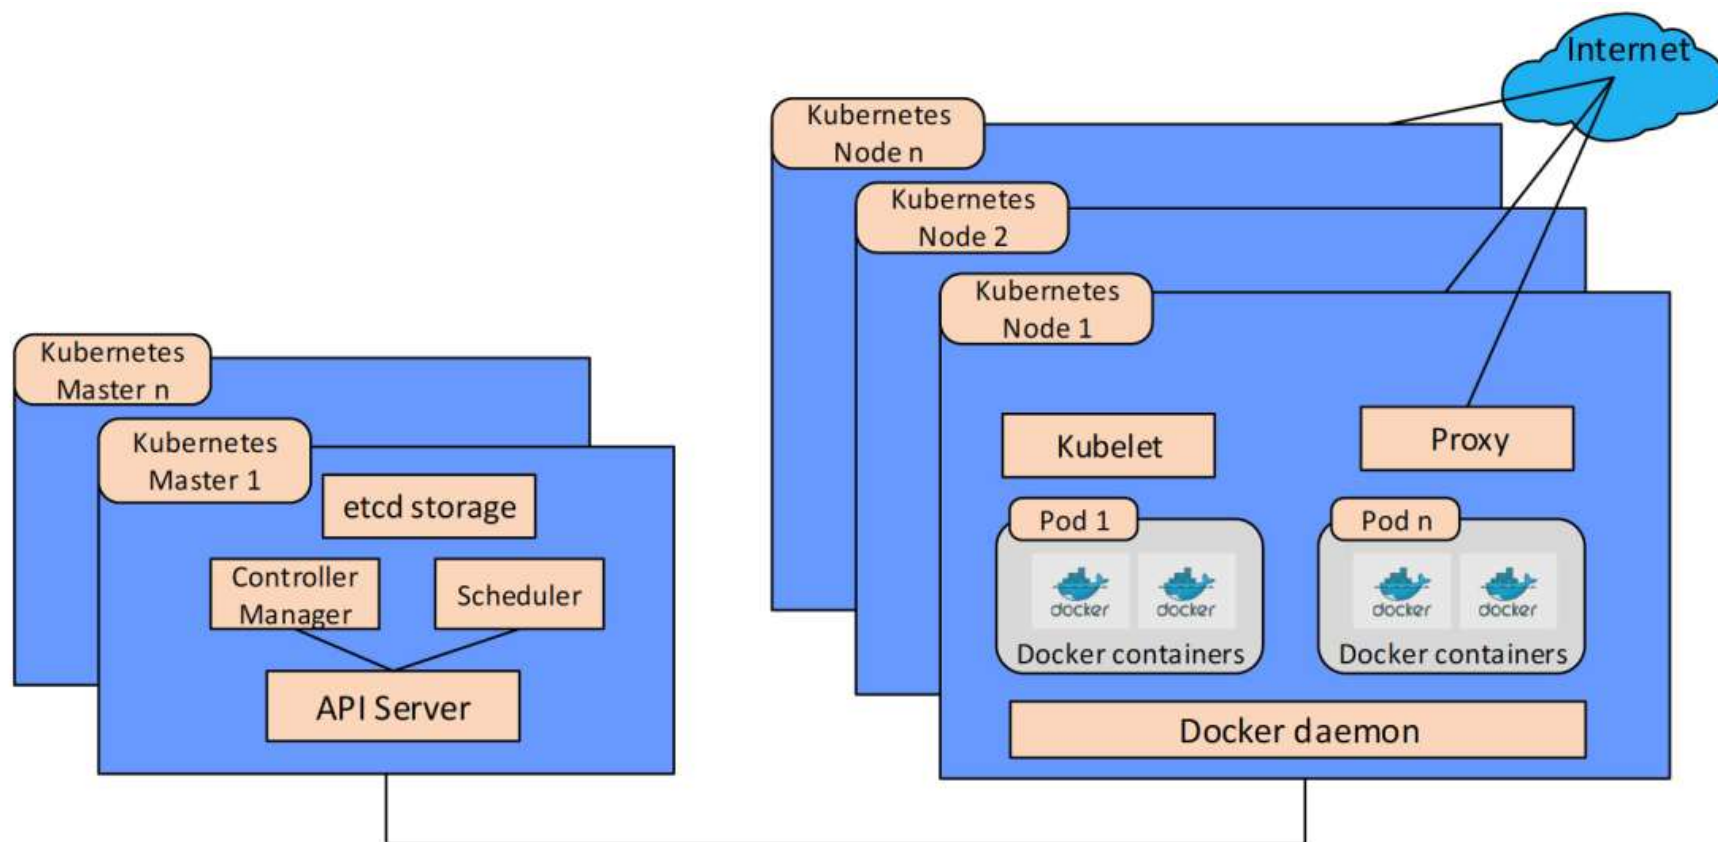 Internet
Kubernetes
Node n
Kubernetes
Node 2
Kubernetes
Node 1
Kubelet
Proxy
Pod 1
Pod n
docker
docker
docker
docker
Docker containers
Docker containers
Docker daemon
Kubernetes
Master n
Kubernetes
Master 1
etcd storage
Controller
Manager
Scheduler
API Server